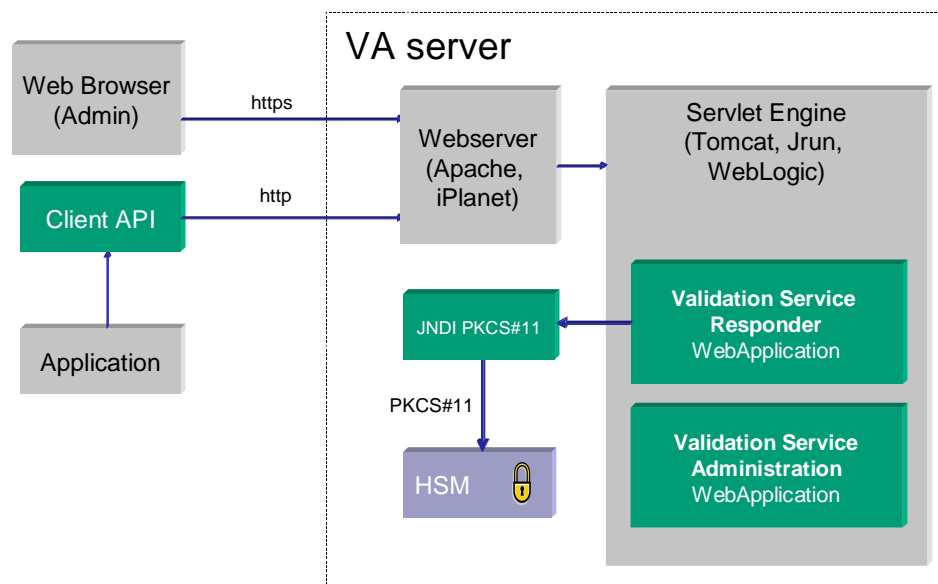 VA server
Web Browser
(Admin)
https
Webserver
(Apache,
iPlanet)
Servlet Engine
(Tomcat, Jrun,
WebLogic)
Client API
http
Application
JNDI PKCS#11
Validation Service
Responder
WebApplication
PKCS#11
HSM
Validation Service
Administration
WebApplication